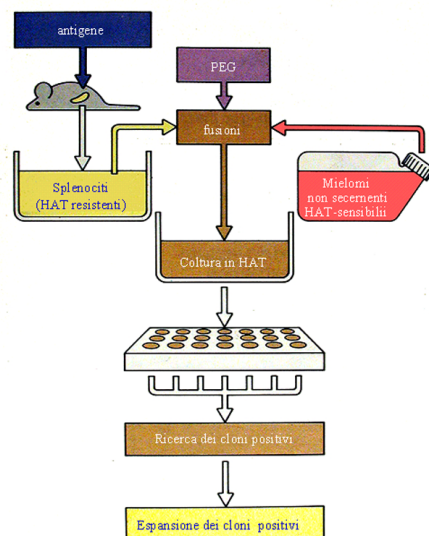 antigene
PEG
fusioni
Splenociti
(HAT resistenti)
Mielomi
non secernenti
HAT-sensibilii
Coltura in HAT
Ricerca dei cloni positivi
Espansione dei cloni positivi